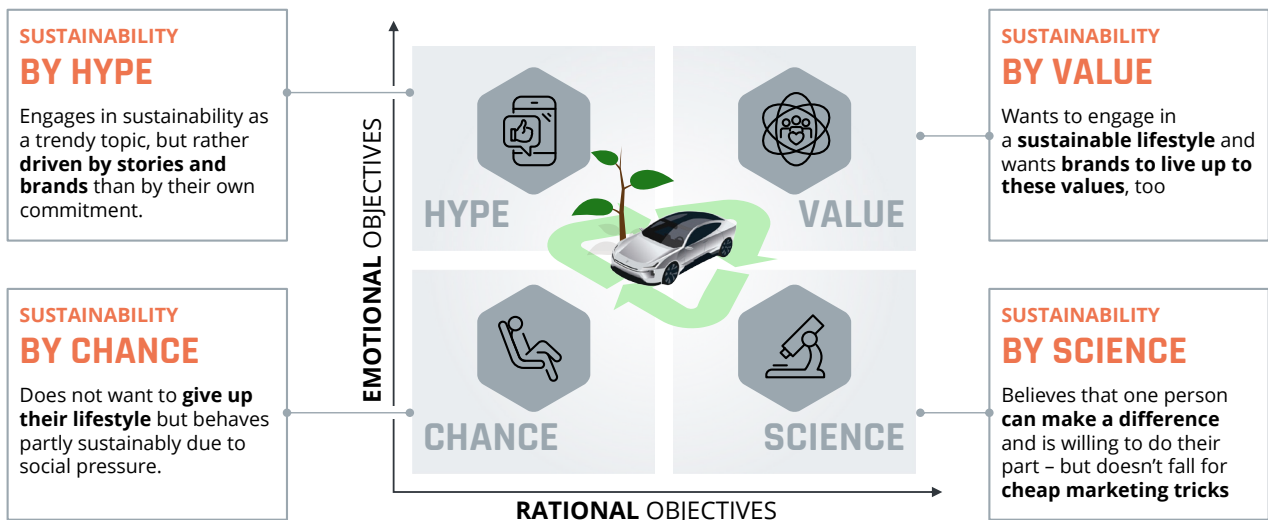 SUSTAINABILITY
BY HYPE
Engages in sustainability as
a trendy topic, but rather
driven by stories and
brands than by their own
commitment.
SUSTAINABILITY
BY CHANCE
Does not want to give up
their lifestyle but behaves
partly sustainably due to
social pressure.
EMOTIONAL OBJECTIVES
HYPE
VALUE
CHANCE
SCIENCE
RATIONAL OBJECTIVES
SUSTAINABILITY
BY VALUE
Wants to engage in
a sustainable lifestyle and
wants brands to live up to
these values, too
SUSTAINABILITY
BY SCIENCE
Believes that one person
can make a difference
and is willing to do their
part – but doesn’t fall for
cheap marketing tricks